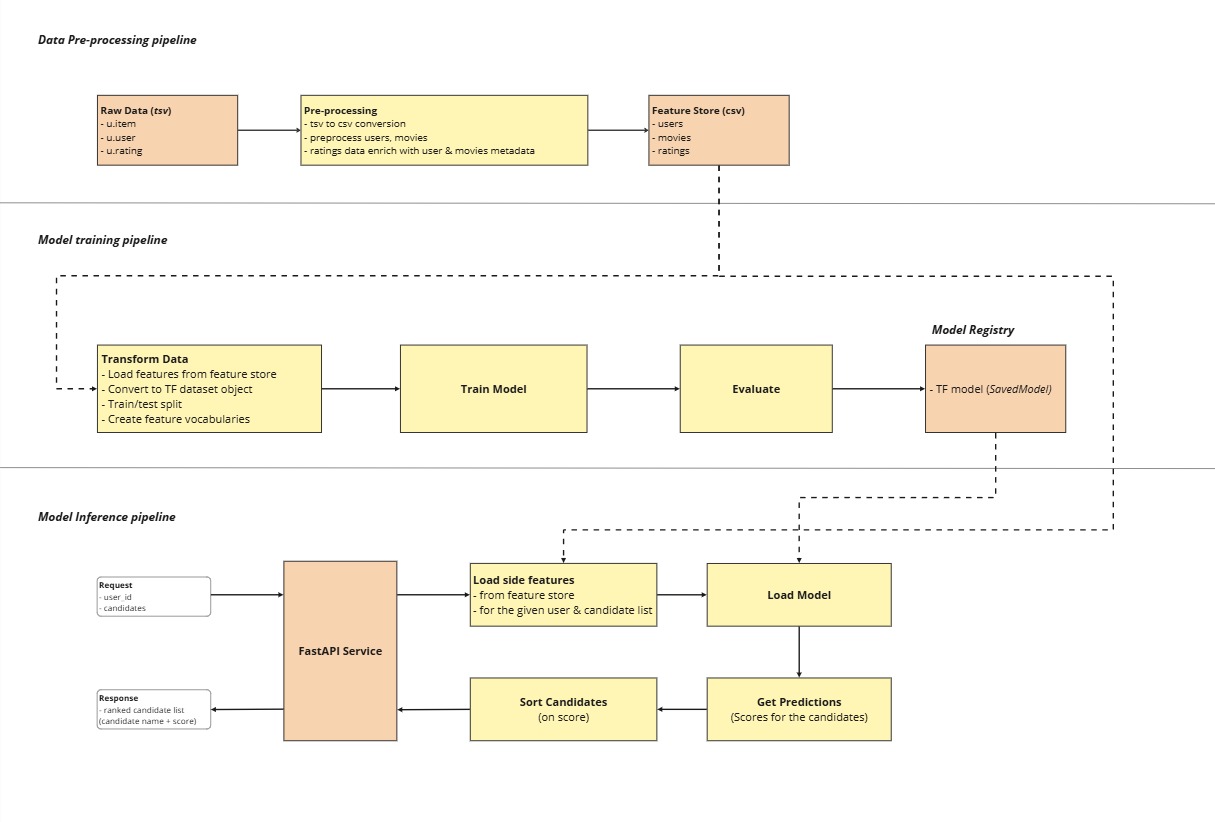 Data Pre-processing pipeline
Raw Data (tsv)
- u.item
- u.user
- u.rating
Pre-processing
- tsv to csv conversion
- preprocess users, movies
- ratings data enrich with user & movies metadata
Feature Store (csv)
- users
- movies
- ratings
Model training pipeline
Model Registry
Transform Data
- Load features from feature store
- Convert to TF dataset object
- Train/test split
- Create feature vocabularies
Train Model
Evaluate
- TF model (SavedModel)
Model Inference pipeline
Request
- user_id
- candidates
FastAPI Service
Load side features
- from feature store
- for the given user & candidate list
Load Model
Response
- ranked candidate list
(candidate name + score)
Sort Candidates
(on score)
Get Predictions
(Scores for the candidates)